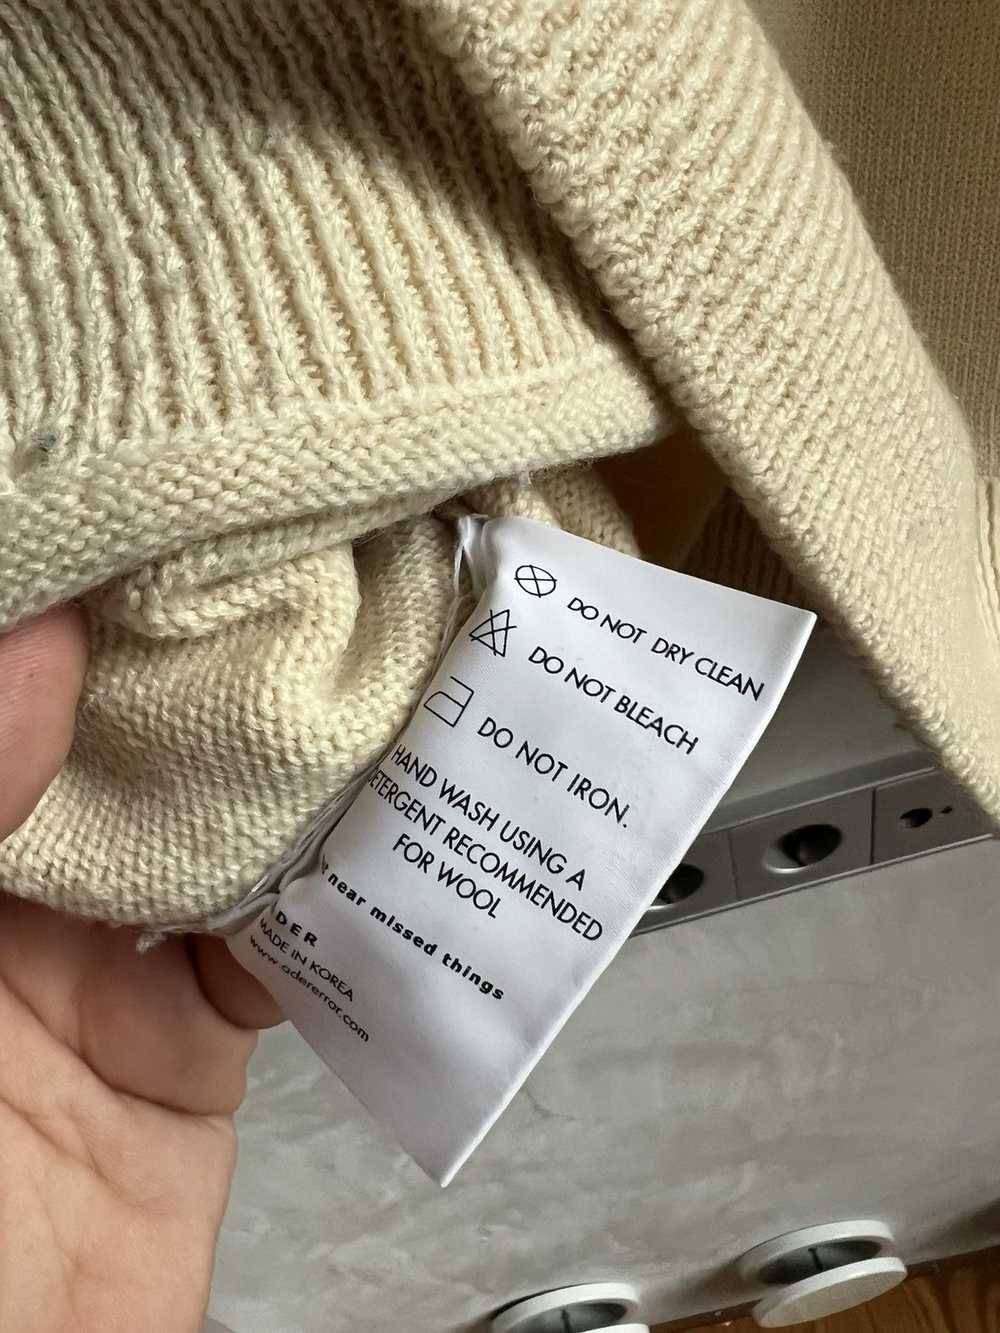 DO NOT DRY CLEAN
DO NOT BLEACH
DO NOT IRON.
HAND WASH USING A
DETERGENT RECOMMENDED
FOR WOOL
near missed things
DER
MADE IN KOREA
www.adererror.com